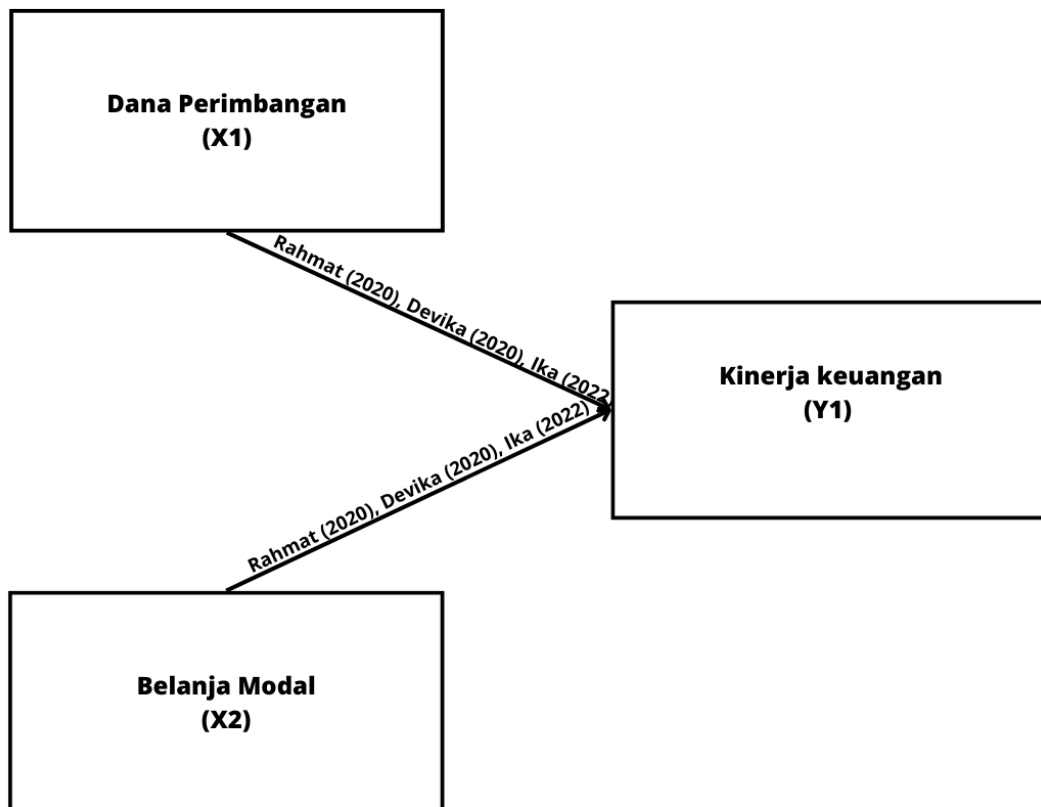 Dana Perimbangan
(X1)
Rahmat (2020), Devika (2020), Ika (2022
Kinerja keuangan
(Y1)
Rahmat (2020), Devika (2020), Ika (2022)
Belanja Modal
(X2)